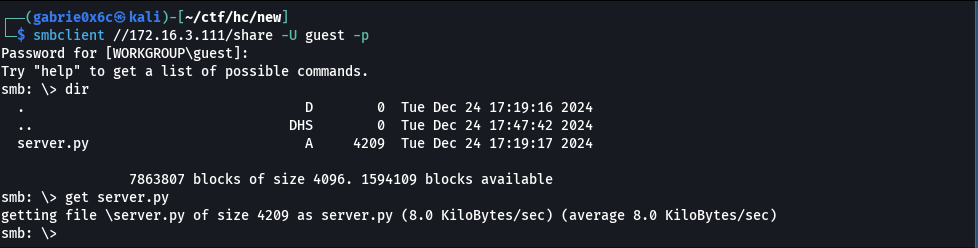 ┌──(gabrie0x6c㉿kali)-[~/ctf/hc/new]
└─$ smbclient //172.16.3.111/share -U guest -p
Password for [WORKGROUP\guest]:
Try "help" to get a list of possible commands.
smb: \> dir
  .                                   D        0  Tue Dec 24 17:19:16 2024
  ..                                DHS        0  Tue Dec 24 17:47:42 2024
  server.py                           A     4209  Tue Dec 24 17:19:17 2024
                7863807 blocks of size 4096. 1594109 blocks available
smb: \> get server.py
getting file \server.py of size 4209 as server.py (8.0 KiloBytes/sec) (average 8.0 KiloBytes/sec)
smb: \>